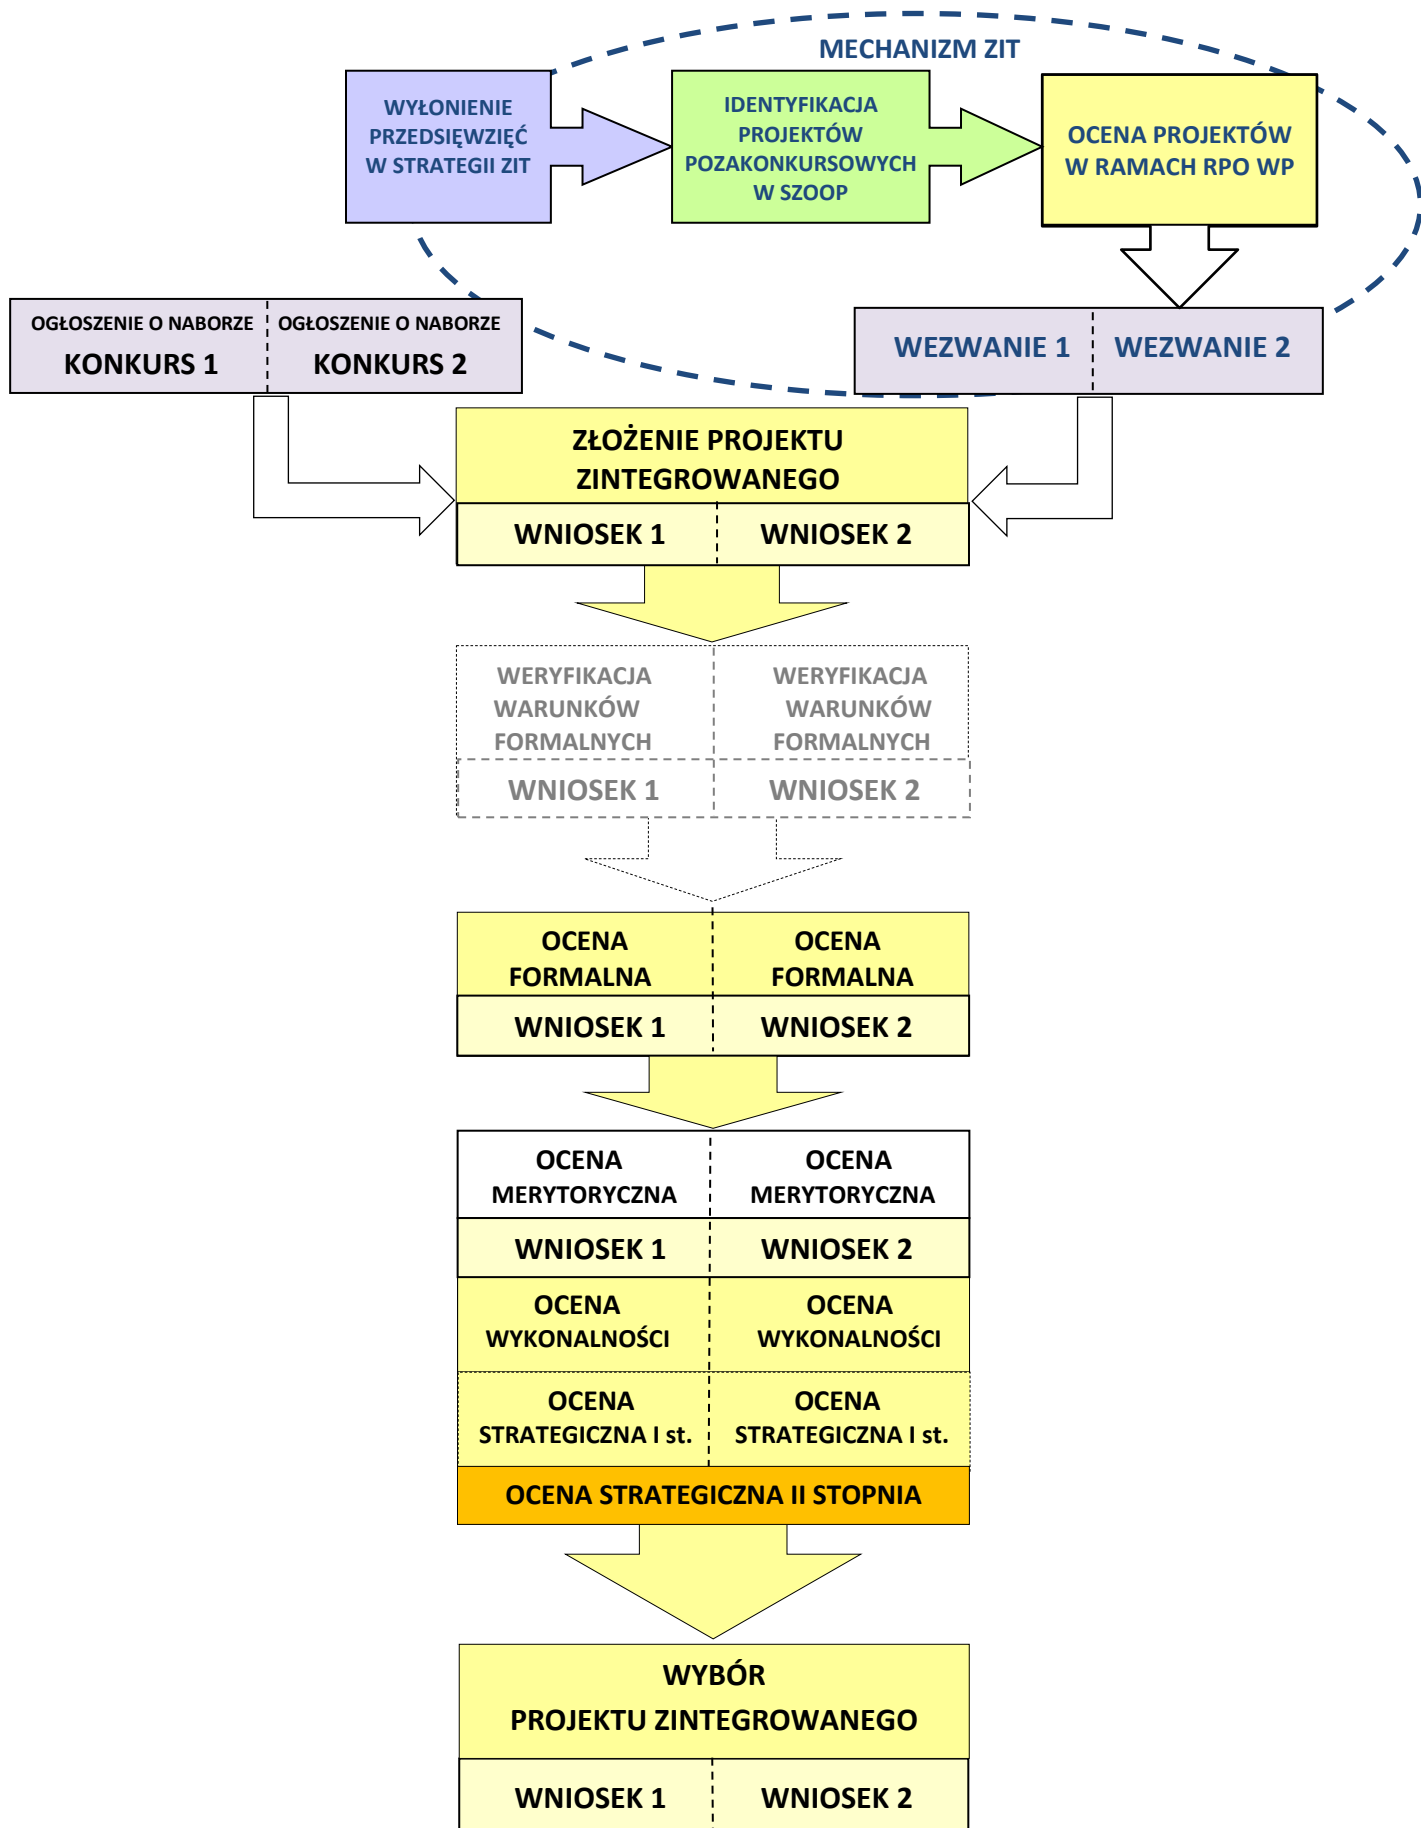 MECHANIZM ZIT
WYŁONIENIE
PRZEDSIĘWZIĘĆ
W STRATEGII ZIT
IDENTYFIKACJA
PROJEKTÓW
POZAKONKURSOWYCH
W SZOOP
OCENA PROJEKTÓW
W RAMACH RPO WP
OGŁOSZENIE O NABORZE
KONKURS 1
OGŁOSZENIE O NABORZE
KONKURS 2
WEZWANIE 1
WEZWANIE 2
ZŁOŻENIE PROJEKTU
ZINTEGROWANEGO
WNIOSEK 1
WNIOSEK 2
WERYFIKACJA
WARUNKÓW
FORMALNYCH
WERYFIKACJA
WARUNKÓW
FORMALNYCH
WNIOSEK 1
WNIOSEK 2
OCENA
FORMALNA
OCENA
FORMALNA
WNIOSEK 1
WNIOSEK 2
OCENA
MERYTORYCZNA
OCENA
MERYTORYCZNA
WNIOSEK 1
WNIOSEK 2
OCENA
WYKONALNOŚCI
OCENA
WYKONALNOŚCI
OCENA
STRATEGICZNA I st.
OCENA
STRATEGICZNA I st.
OCENA STRATEGICZNA II STOPNIA
WYBÓR
PROJEKTU ZINTEGROWANEGO
WNIOSEK 1
WNIOSEK 2